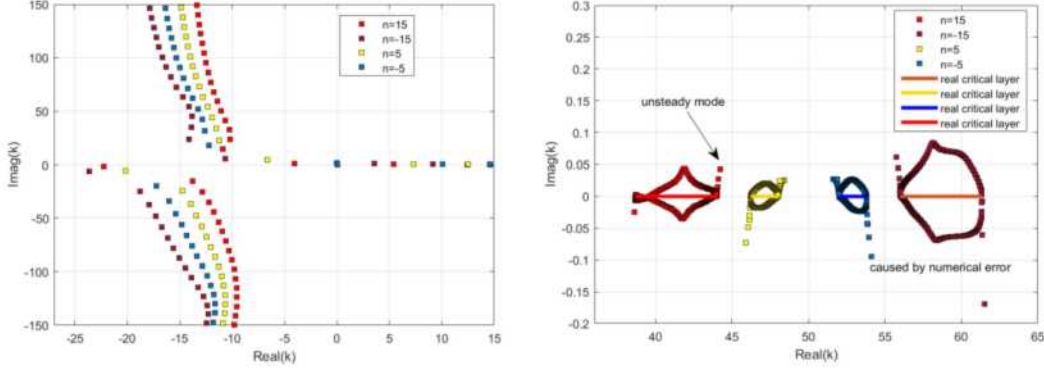 150
100
50
0
-50
-100
-150
-25
-20
-15
-10
-5
0
5
10
15
Imag(k)
Real(k)
n=15
n=-15
n=5
n=-5
0.3
0.25
0.2
0.15
0.1
0.05
0
-0.05
-0.1
-0.15
-0.2
40
45
50
55
60
65
Imag(k)
Real(k)
unsteady mode
caused by numerical error
n=15
n=-15
n=5
n=-5
real critical layer
real critical layer
real critical layer
real critical layer